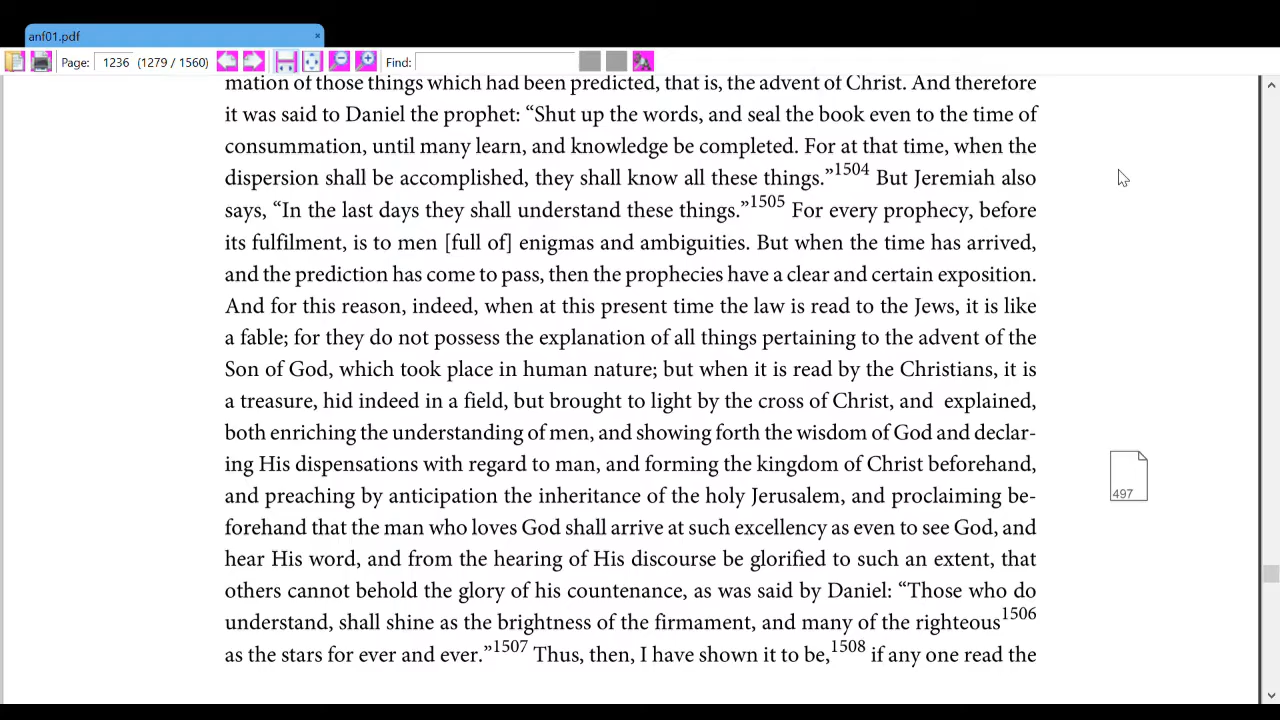 anf01.pdf ×
Page: 1236 (1279 / 1560) Find:
mation of those things which had been predicted, that is, the advent of Christ. And therefore
it was said to Daniel the prophet: “Shut up the words, and seal the book even to the time of
consummation, until many learn, and knowledge be completed. For at that time, when the
dispersion shall be accomplished, they shall know all these things.”1504 But Jeremiah also
says, “In the last days they shall understand these things.”1505 For every prophecy, before
its fulfilment, is to men [full of] enigmas and ambiguities. But when the time has arrived,
and the prediction has come to pass, then the prophecies have a clear and certain exposition.
And for this reason, indeed, when at this present time the law is read to the Jews, it is like
a fable; for they do not possess the explanation of all things pertaining to the advent of the
Son of God, which took place in human nature; but when it is read by the Christians, it is
a treasure, hid indeed in a field, but brought to light by the cross of Christ, and explained,
both enriching the understanding of men, and showing forth the wisdom of God and declar-
ing His dispensations with regard to man, and forming the kingdom of Christ beforehand,
and preaching by anticipation the inheritance of the holy Jerusalem, and proclaiming be-
forehand that the man who loves God shall arrive at such excellency as even to see God, and
hear His word, and from the hearing of His discourse be glorified to such an extent, that
others cannot behold the glory of his countenance, as was said by Daniel: “Those who do
understand, shall shine as the brightness of the firmament, and many of the righteous1506
as the stars for ever and ever.”1507 Thus, then, I have shown it to be,1508 if any one read the
497